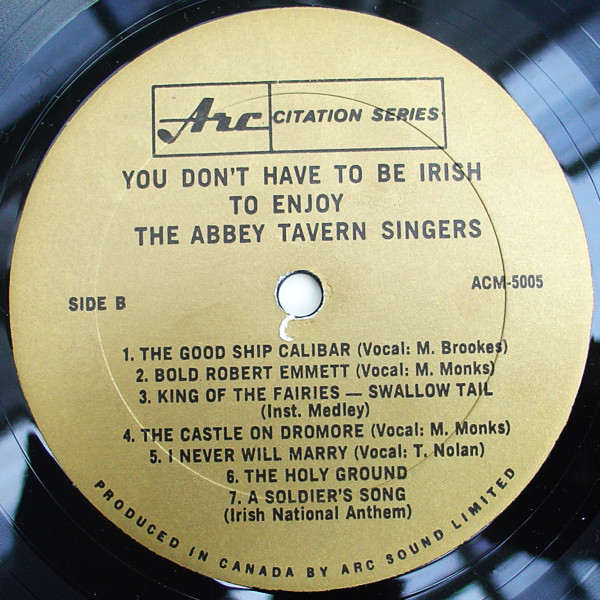 Arc CITATION SERIES
YOU DON'T HAVE TO BE IRISH
TO ENJOY
THE ABBEY TAVERN SINGERS
SIDE B
ACM-5005
1. THE GOOD SHIP CALIBAR (Vocal: M. Brookes)
2. BOLD ROBERT EMMETT (Vocal: M. Monks)
3. KING OF THE FAIRIES — SWALLOW TAIL
(Inst. Medley)
4. THE CASTLE ON DROMORE (Vocal: M. Monks)
5. I NEVER WILL MARRY (Vocal: T. Nolan)
6. THE HOLY GROUND
7. A SOLDIER'S SONG
(Irish National Anthem)
PRODUCED IN CANADA BY ARC SOUND LIMITED